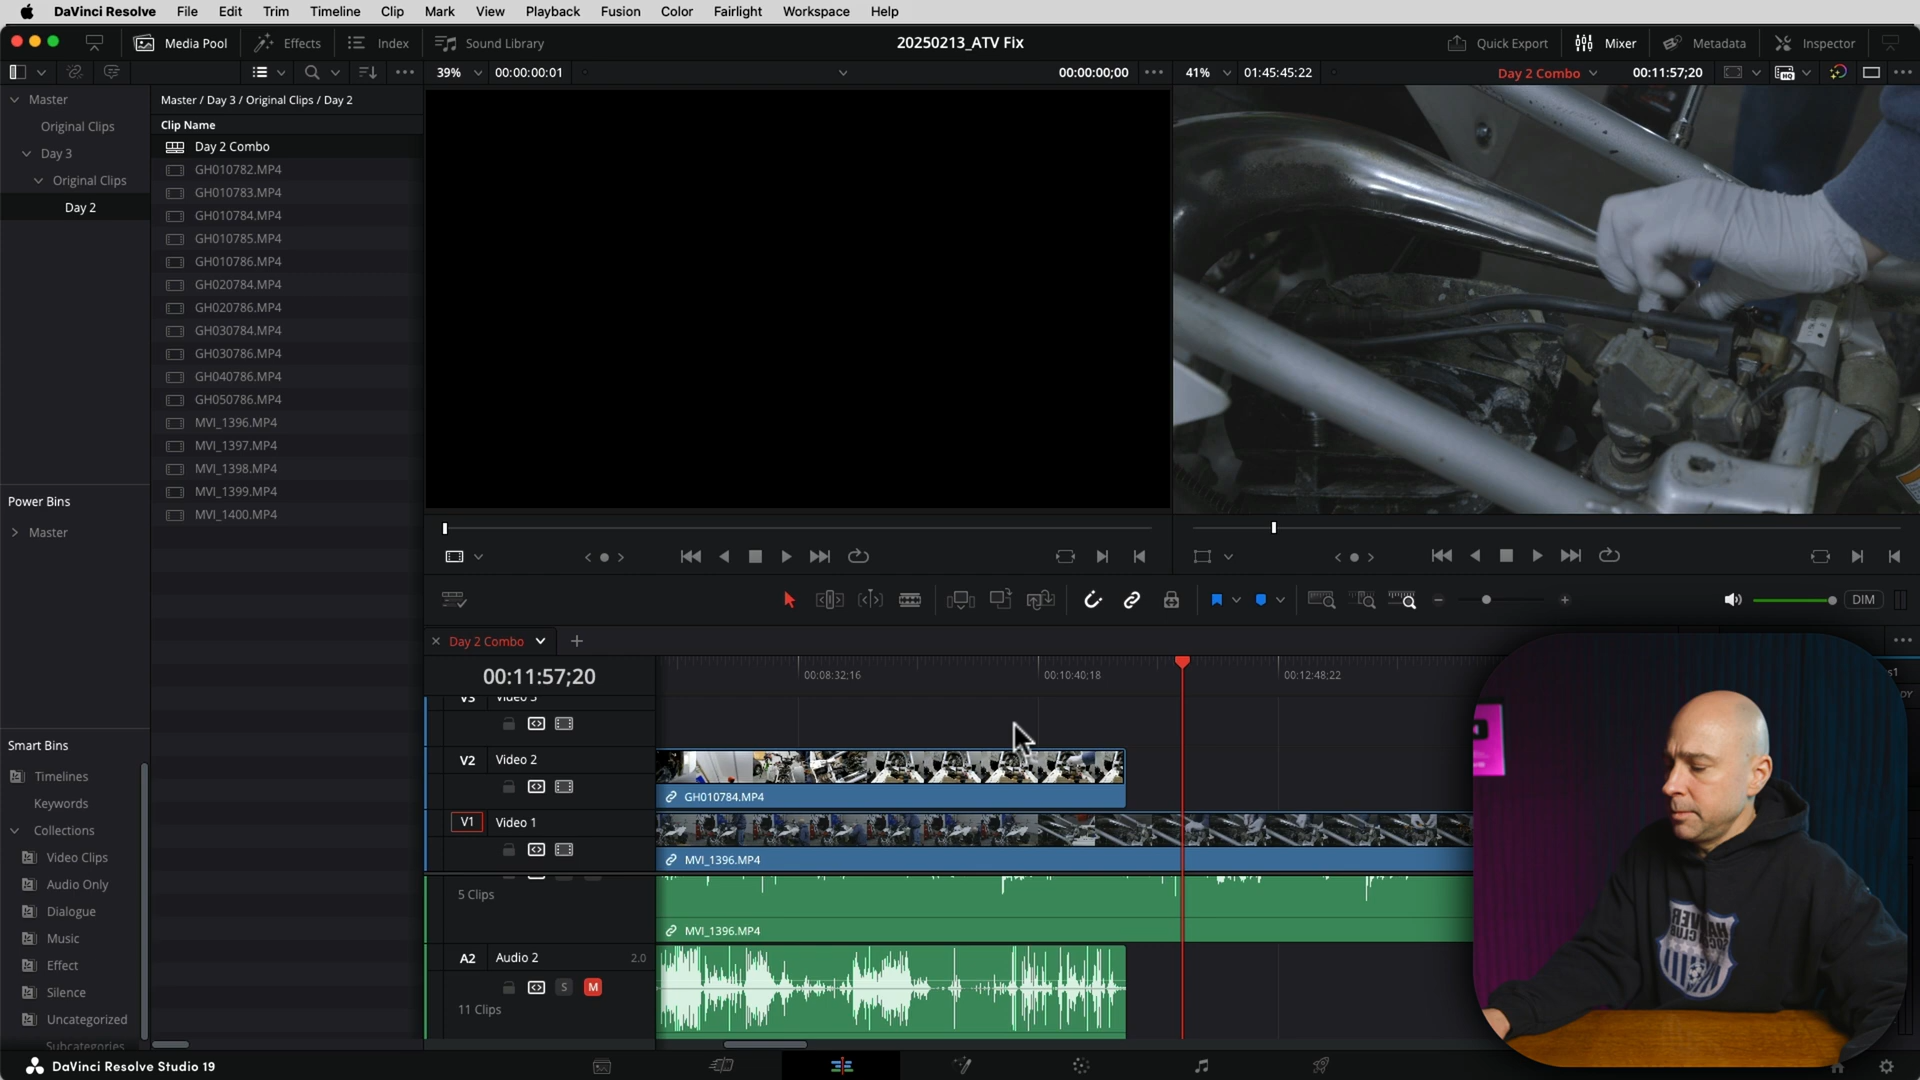 DaVinci Resolve File Edit Trim Timeline Clip Mark View Playback Fusion Color Fairlight Workspace Help
Media Pool Effects Index Sound Library 20250213_ATV Fix Quick Export Mixer Metadata Inspector
39% 00:00:00:01 00:00:00;00 41% 01:45:45:22 Day 2 Combo 00:11:57;20
Master
Original Clips
Day 3
Original Clips
Day 2
Master / Day 3 / Original Clips / Day 2
Clip Name
Day 2 Combo
GH010782.MP4
GH010783.MP4
GH010784.MP4
GH010785.MP4
GH010786.MP4
GH020784.MP4
GH020786.MP4
GH030784.MP4
GH030786.MP4
GH040786.MP4
GH050786.MP4
MVI_1396.MP4
MVI_1397.MP4
MVI_1398.MP4
MVI_1399.MP4
MVI_1400.MP4
Power Bins
Master
Smart Bins
Timelines
Keywords
Collections
Video Clips
Audio Only
Dialogue
Music
Effect
Silence
Uncategorized
Subcategories
DIM
Day 2 Combo
00:11:57;20
00:08:32;16 00:10:40;18 00:12:48;22
V3 Video 3
V2 Video 2
GH010784.MP4
V1 Video 1
MVI_1396.MP4
5 Clips
MVI_1396.MP4
A2 Audio 2 2.0
S M
11 Clips
DaVinci Resolve Studio 19